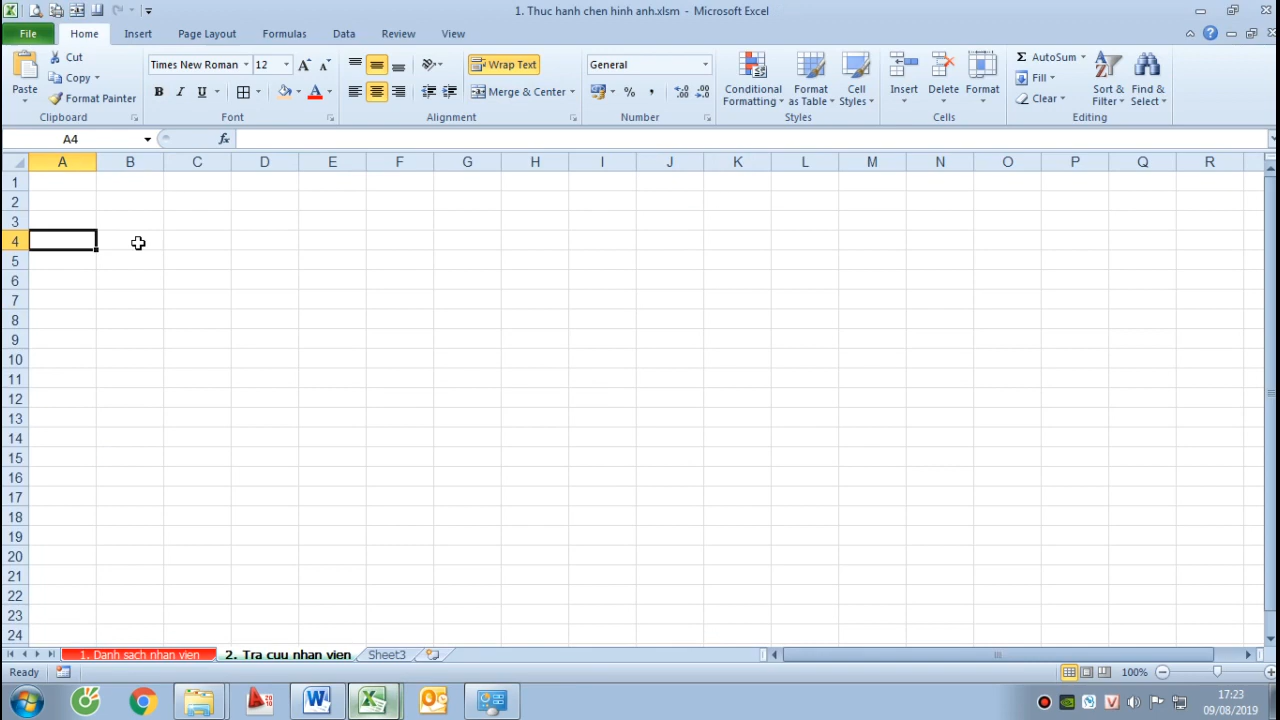 1. Thuc hanh chen hinh anh.xlsm - Microsoft Excel
File Home Insert Page Layout Formulas Data Review View
Paste Cut Copy Format Painter
Times New Roman 12
B I U A
Wrap Text
Merge & Center
General
% ,
Conditional Formatting Format as Table Cell Styles
Insert Delete Format
Σ AutoSum Fill Clear
Sort & Filter Find & Select
Clipboard Font Alignment Number Styles Cells Editing
A4 fx
A B C D E F G H I J K L M N O P Q R
1
2
3
4
5
6
7
8
9
10
11
12
13
14
15
16
17
18
19
20
21
22
23
24
1. Danh sach nhan vien 2. Tra cuu nhan vien Sheet3
Ready 100%
17:23
09/08/2019